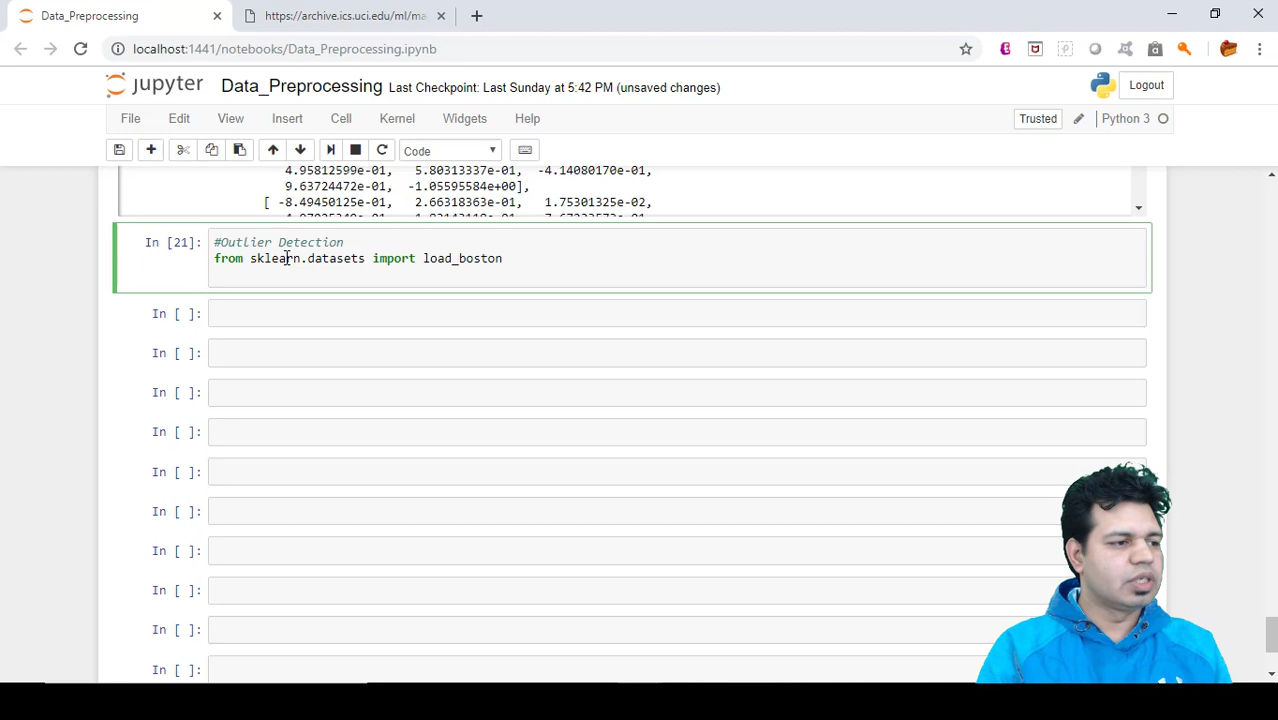 Data_Preprocessing
https://archive.ics.uci.edu/ml/ma
localhost:1441/notebooks/Data_Preprocessing.ipynb
jupyter Data_Preprocessing Last Checkpoint: Last Sunday at 5:42 PM (unsaved changes)
Logout
File Edit View Insert Cell Kernel Widgets Help
Trusted
Python 3
Code
4.95812599e-01, 5.80313337e-01, -4.14080170e-01,
9.63724472e-01, -1.05595584e+00],
[ -8.49450125e-01, 2.66318363e-01, 1.75301325e-02,
In [21]: #Outlier Detection
from sklearn.datasets import load_boston
In [ ]:
In [ ]:
In [ ]:
In [ ]:
In [ ]:
In [ ]:
In [ ]:
In [ ]:
In [ ]:
In [ ]: